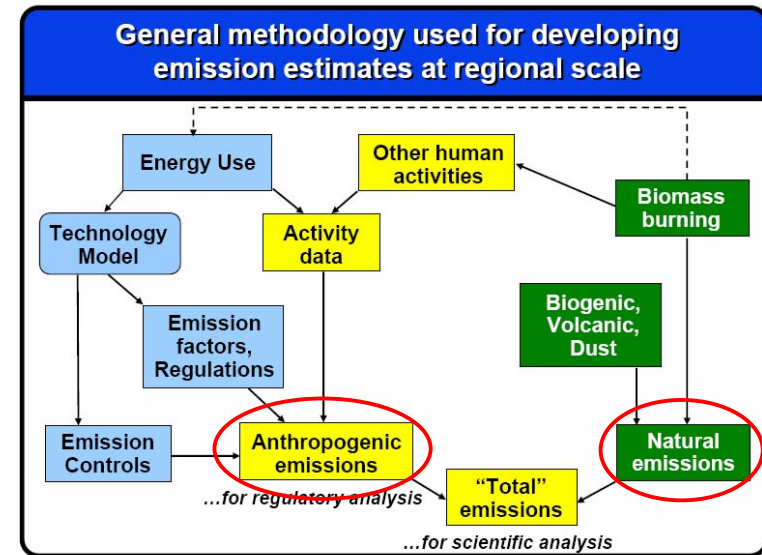 General methodology used for developing
emission estimates at regional scale
Energy Use
Other human
activities
Biomass
burning
Technology
Model
Activity
data
Biogenic,
Volcanic,
Dust
Emission
factors,
Regulations
Emission
Controls
Anthropogenic
emissions
Natural
emissions
...for regulatory analysis
“Total”
emissions
...for scientific analysis